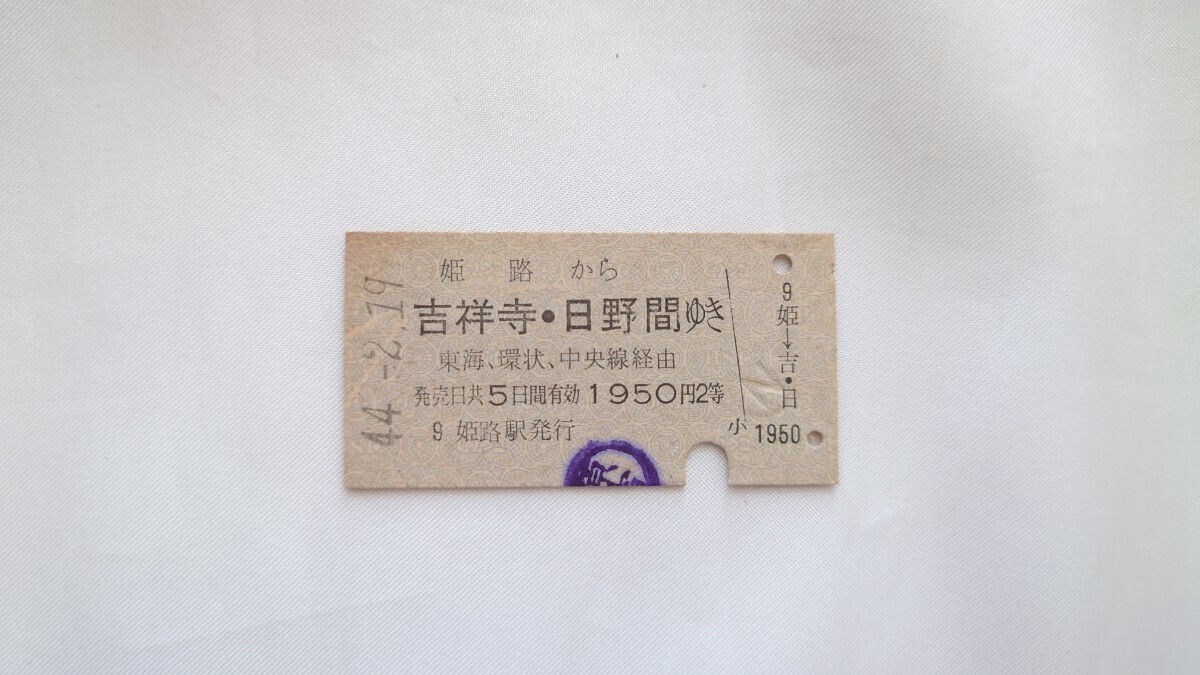 44-2.19
姫路から
吉祥寺・日野間ゆき
東海、環状、中央線経由
発売日共5日間有効 1950円2等
9 姫路駅発行
9姫→吉・日
小 1950